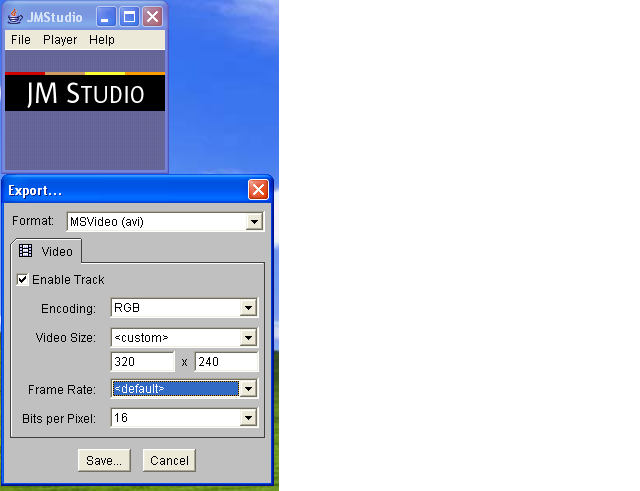 JMStudio
File Player Help
JM STUDIO
Export...
Format: MSVideo (avi)
Video
Enable Track
Encoding: RGB
Video Size: <custom>
320 x 240
Frame Rate: <default>
Bits per Pixel: 16
Save... Cancel